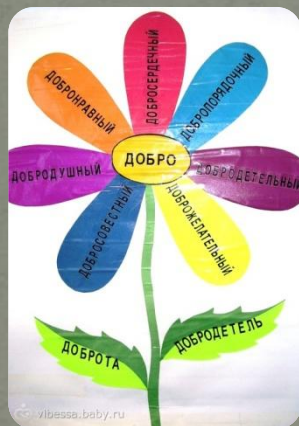 ДОБРОСЕРДЕЧНЫЙ
ДОБРОНРАВНЫЙ
ДОБРОПОРЯДОЧНЫЙ
ДОБРО
ДОБРОДУШНЫЙ
ДОБРОДЕТЕЛЬНЫЙ
ДОБРОСОВЕСТНЫЙ
ДОБРОЖЕЛАТЕЛЬНЫЙ
ДОБРОТА
ДОБРОДЕТЕЛЬ
vibessa.baby.ru